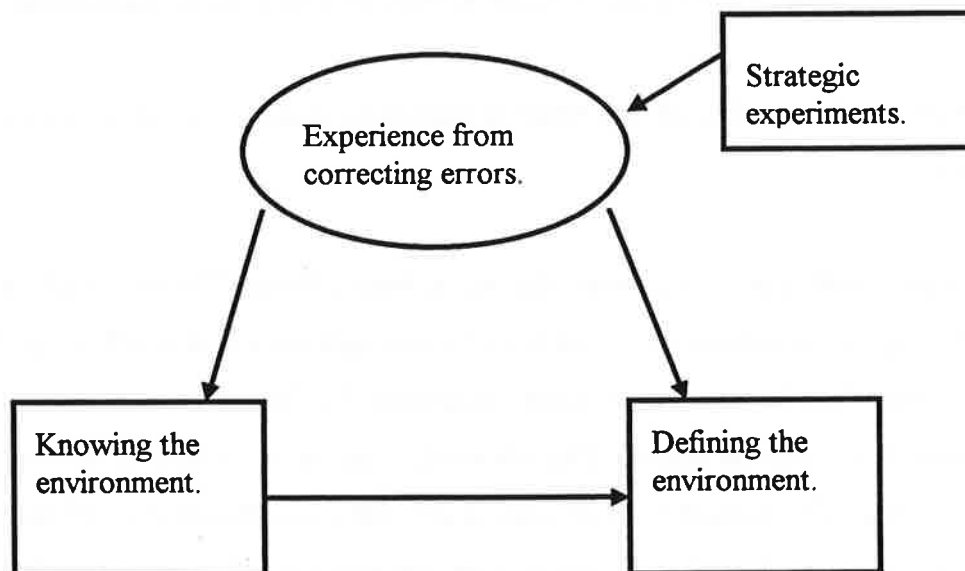 Strategic
experiments.
Experience from
correcting errors.
Knowing the
environment.
Defining the
environment.